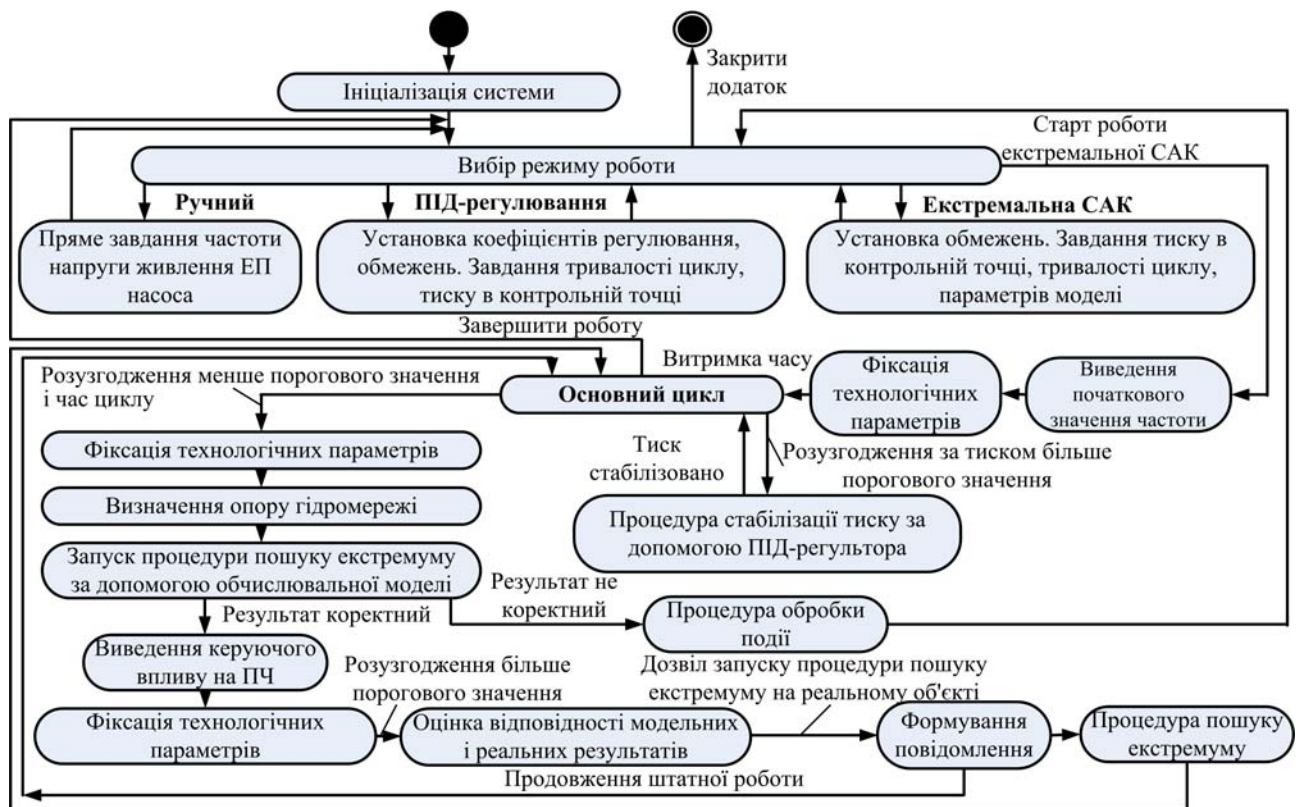 Закрити
додаток
Ініціалізація системи
Старт роботи
екстремальної САК
Вибір режиму роботи
Ручний
ПІД-регулювання
Екстремальна САК
Пряме завдання частоти
напруги живлення ЕП
насоса
Установка коефіцієнтів регулювання,
обмежень. Завдання тривалості циклу,
тиску в контрольній точці
Установка обмежень. Завдання тиску в
контрольній точці, тривалості циклу,
параметрів моделі
Завершити роботу
Розузгодження менше порогового значення
і час циклу
Основний цикл
Витримка часу
Фіксація
технологічних
параметрів
Виведення
початкового
значення частоти
Фіксація технологічних параметрів
Тиск
стабілізовано
Розузгодження за тиском більше
порогового значення
Визначення опору гідромережі
Процедура стабілізації тиску за
допомогою ПІД-регультора
Запуск процедури пошуку екстремуму
за допомогою обчислювальної моделі
Результат коректний
Результат не
коректний
Процедура обробки
події
Виведення керуючого
впливу на ПЧ
Розузгодження більше
порогового значення
Дозвіл запуску процедури пошуку
екстремуму на реальному об'єкті
Фіксація технологічних
параметрів
Оцінка відповідності модельних
і реальних результатів
Формування
повідомлення
Процедура пошуку
екстремуму
Продовження штатної роботи